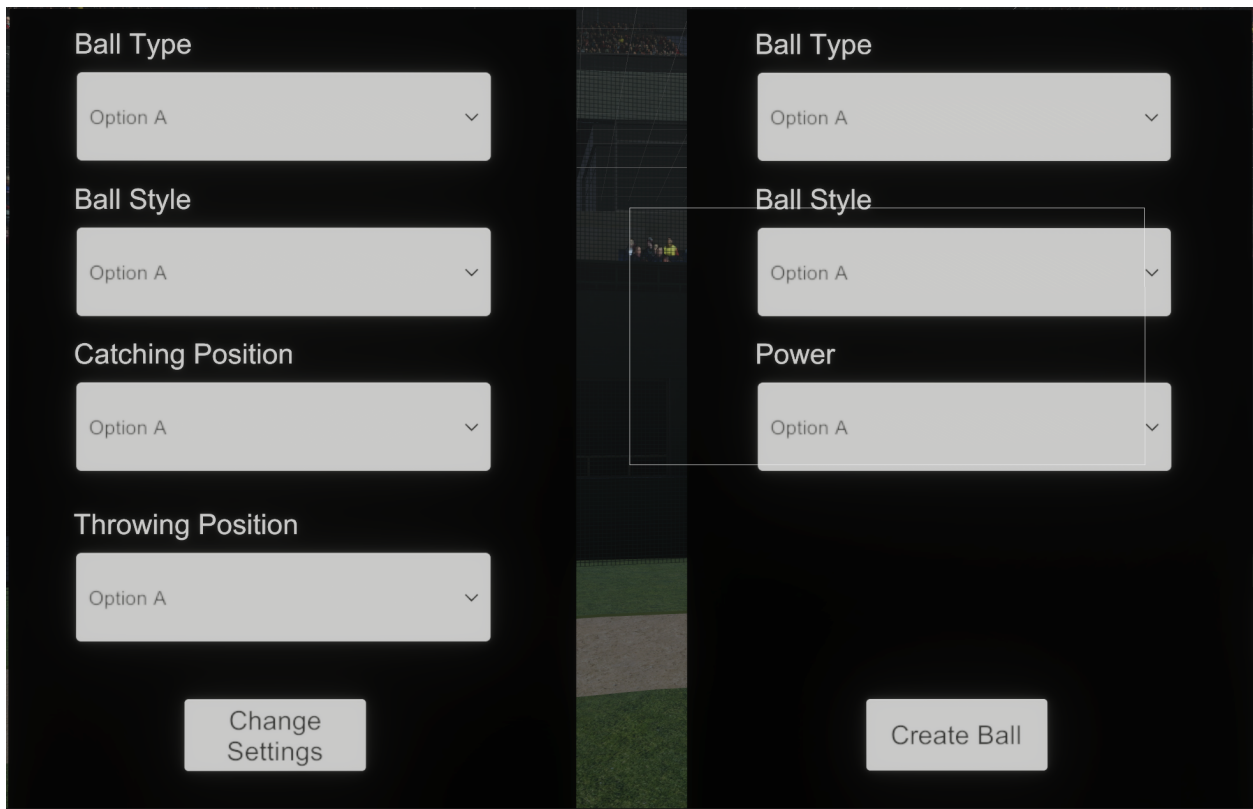 Ball Type
Option A
Ball Style
Option A
Catching Position
Option A
Throwing Position
Option A
Change
Settings
Ball Type
Option A
Ball Style
Option A
Power
Option A
Create Ball